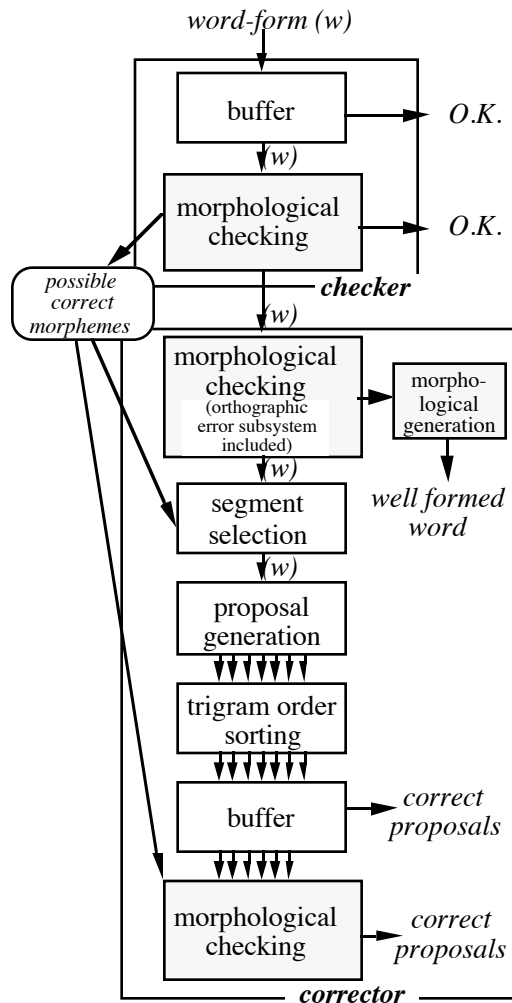 word-form (w)
buffer
O.K.
(w)
morphological
checking
O.K.
possible
correct
morphemes
checker
(w)
morphological
checking
(orthographic
error subsystem
included)
morpho-
logical
generation
(w)
well formed
word
segment
selection
(w)
proposal
generation
trigram order
sorting
buffer
correct
proposals
morphological
checking
correct
proposals
corrector